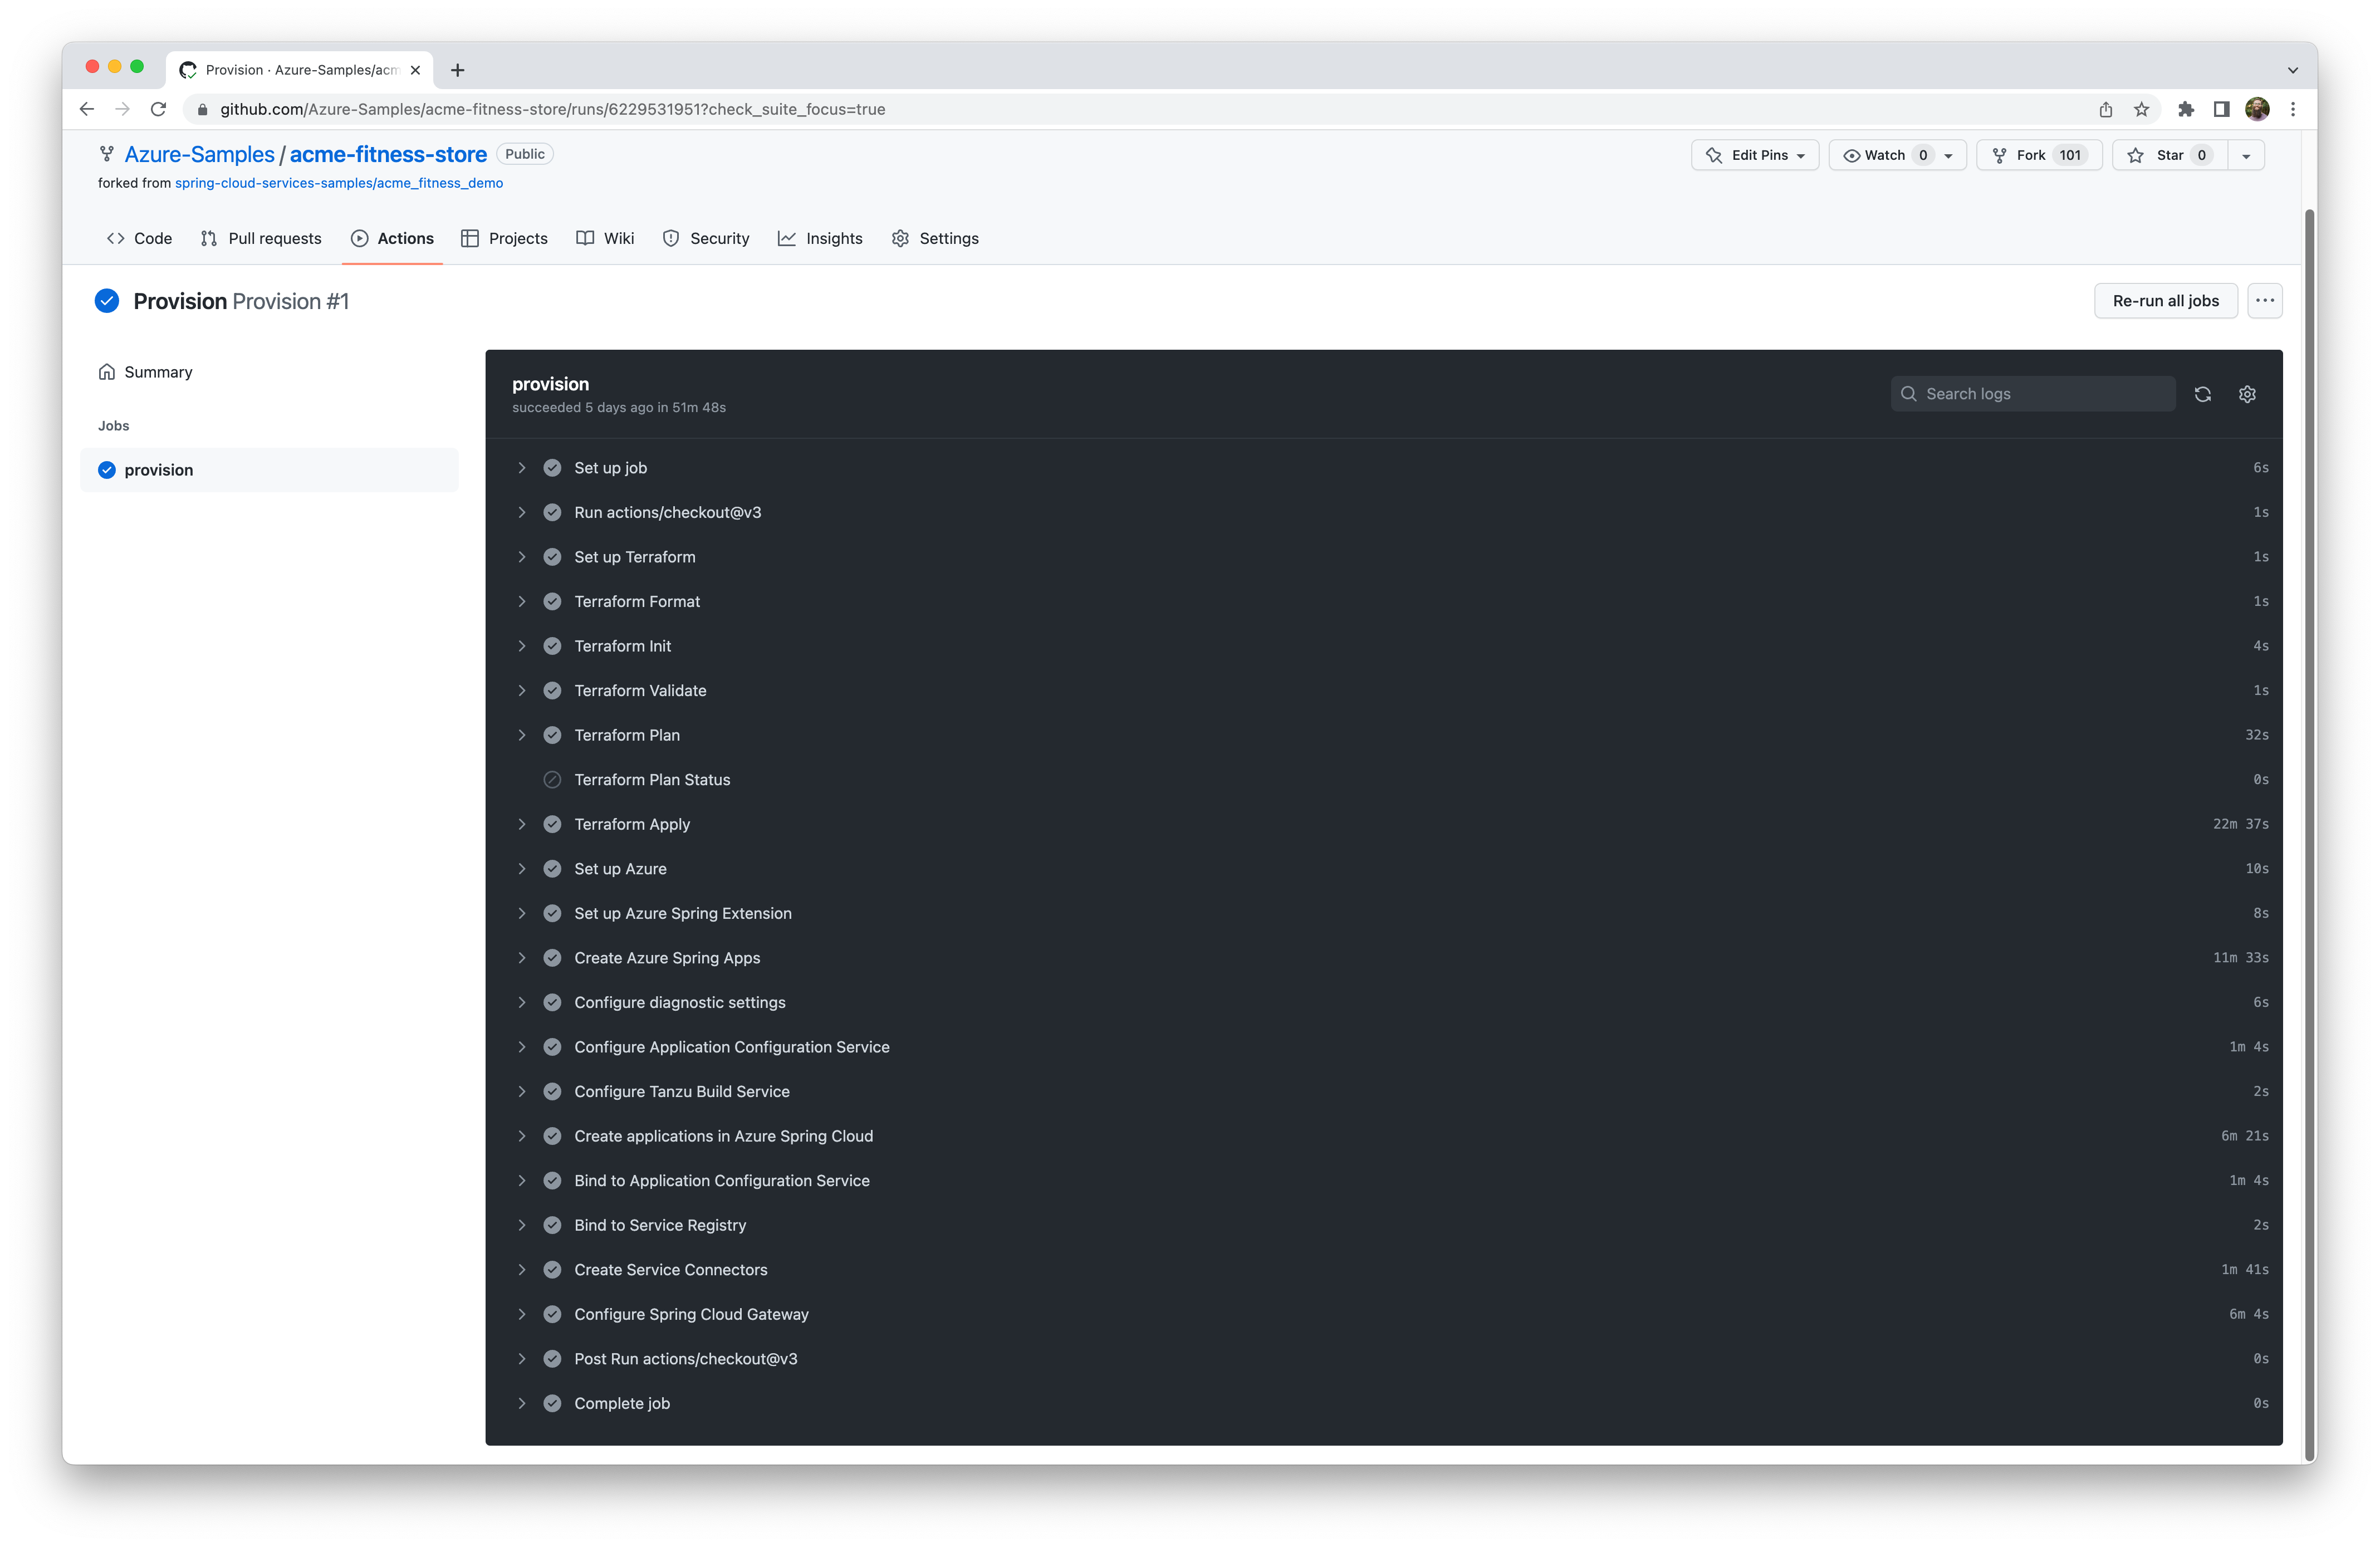 Provision · Azure-Samples/acm
github.com/Azure-Samples/acme-fitness-store/runs/6229531951?check_suite_focus=true
Azure-Samples / acme-fitness-store Public
Edit Pins Watch 0 Fork 101 Star 0
forked from spring-cloud-services-samples/acme_fitness_demo
Code Pull requests Actions Projects Wiki Security Insights Settings
Provision Provision #1
Re-run all jobs
Summary
Jobs
provision
provision
succeeded 5 days ago in 51m 48s
Search logs
Set up job 6s
Run actions/checkout@v3 1s
Set up Terraform 1s
Terraform Format 1s
Terraform Init 4s
Terraform Validate 1s
Terraform Plan 32s
Terraform Plan Status 0s
Terraform Apply 22m 37s
Set up Azure 10s
Set up Azure Spring Extension 8s
Create Azure Spring Apps 11m 33s
Configure diagnostic settings 6s
Configure Application Configuration Service 1m 4s
Configure Tanzu Build Service 2s
Create applications in Azure Spring Cloud 6m 21s
Bind to Application Configuration Service 1m 4s
Bind to Service Registry 2s
Create Service Connectors 1m 41s
Configure Spring Cloud Gateway 6m 4s
Post Run actions/checkout@v3 0s
Complete job 0s